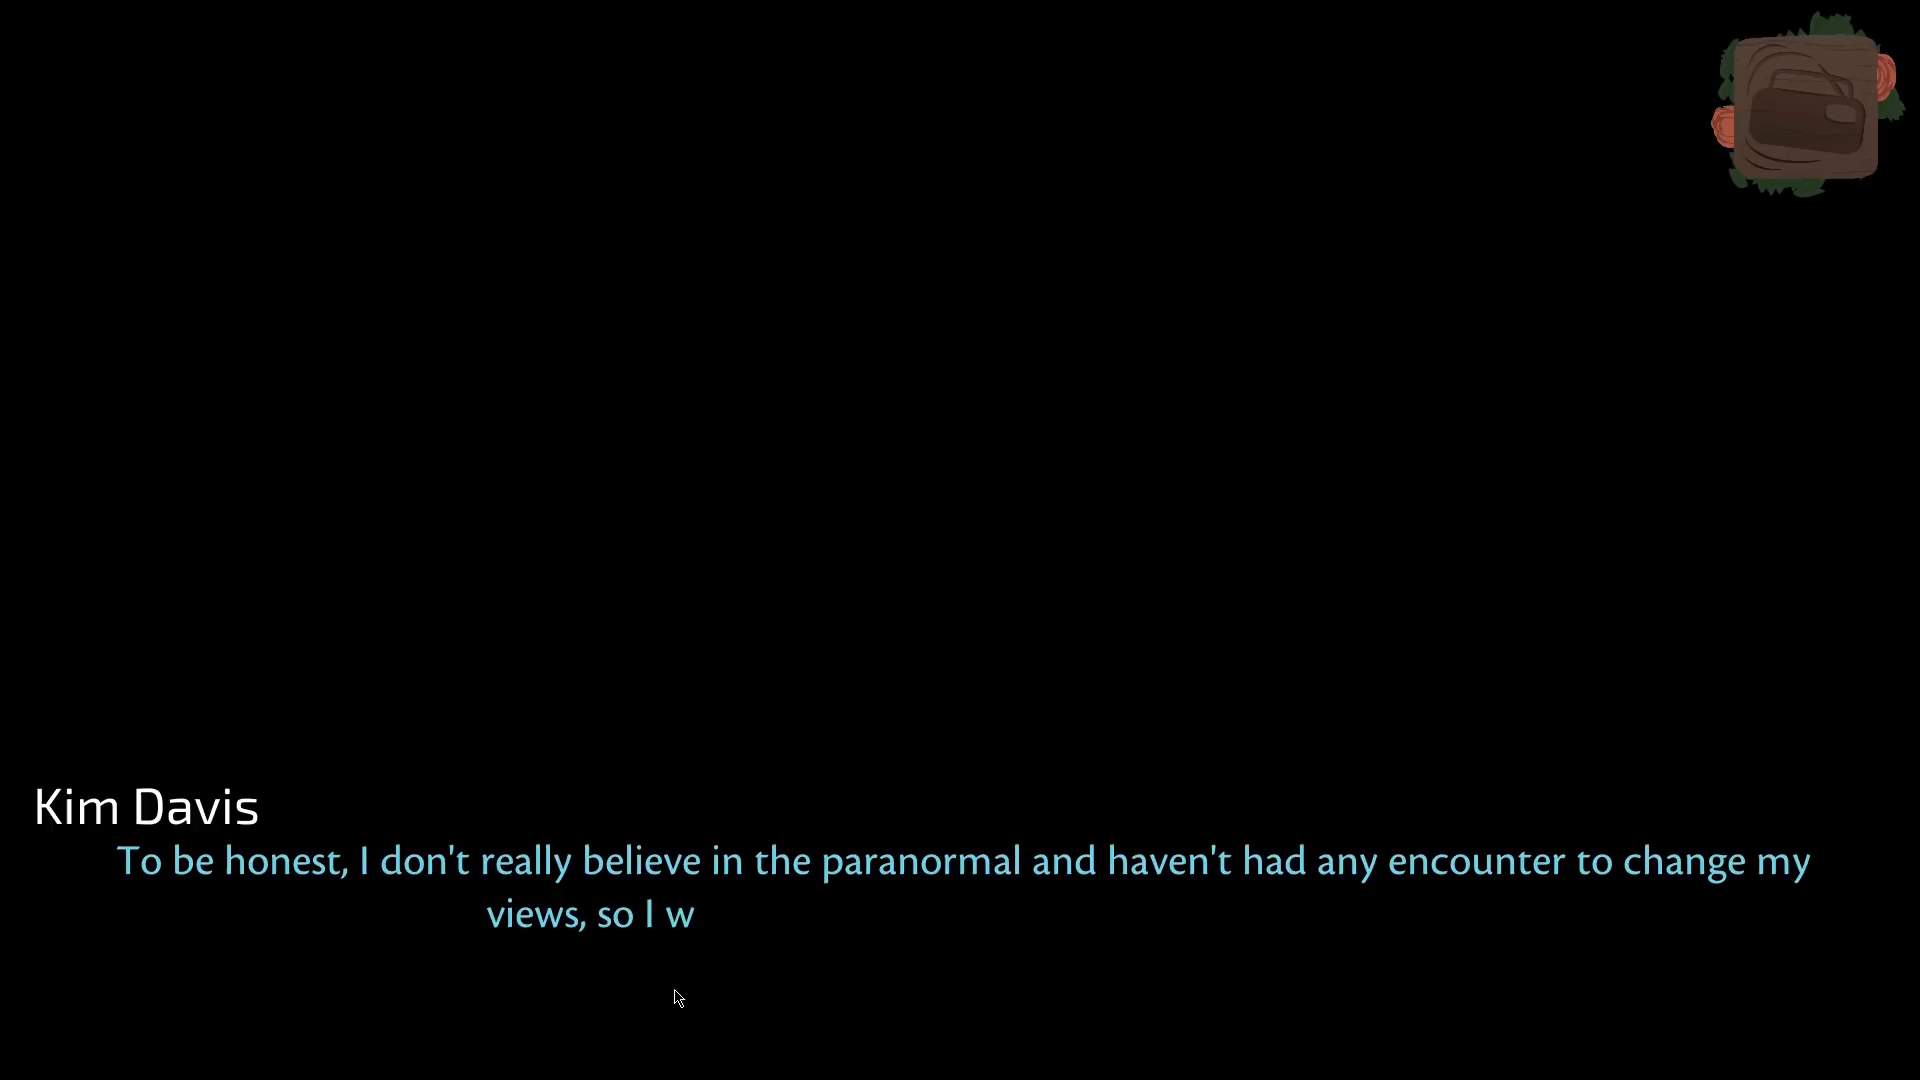 Kim Davis
To be honest, I don't really believe in the paranormal and haven't had any encounter to change my
views, so I w